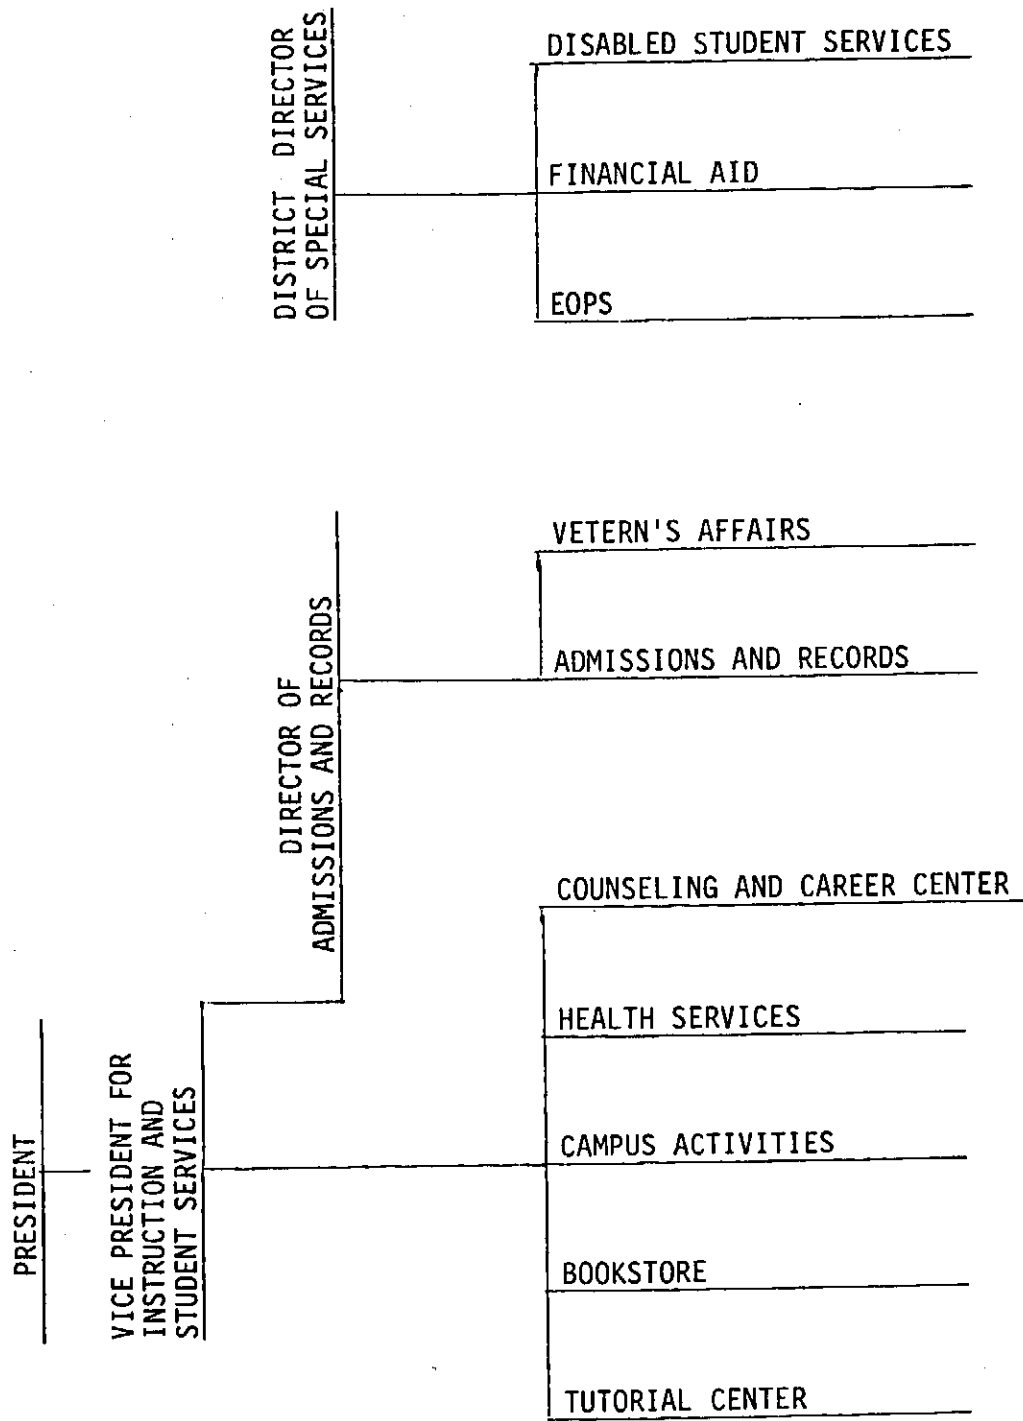 PRESIDENT
VICE PRESIDENT FOR
INSTRUCTION AND
STUDENT SERVICES
DIRECTOR OF
ADMISSIONS AND RECORDS
DISTRICT DIRECTOR
OF SPECIAL SERVICES
DISABLED STUDENT SERVICES
FINANCIAL AID
EOPS
VETERN'S AFFAIRS
ADMISSIONS AND RECORDS
COUNSELING AND CAREER CENTER
HEALTH SERVICES
CAMPUS ACTIVITIES
BOOKSTORE
TUTORIAL CENTER